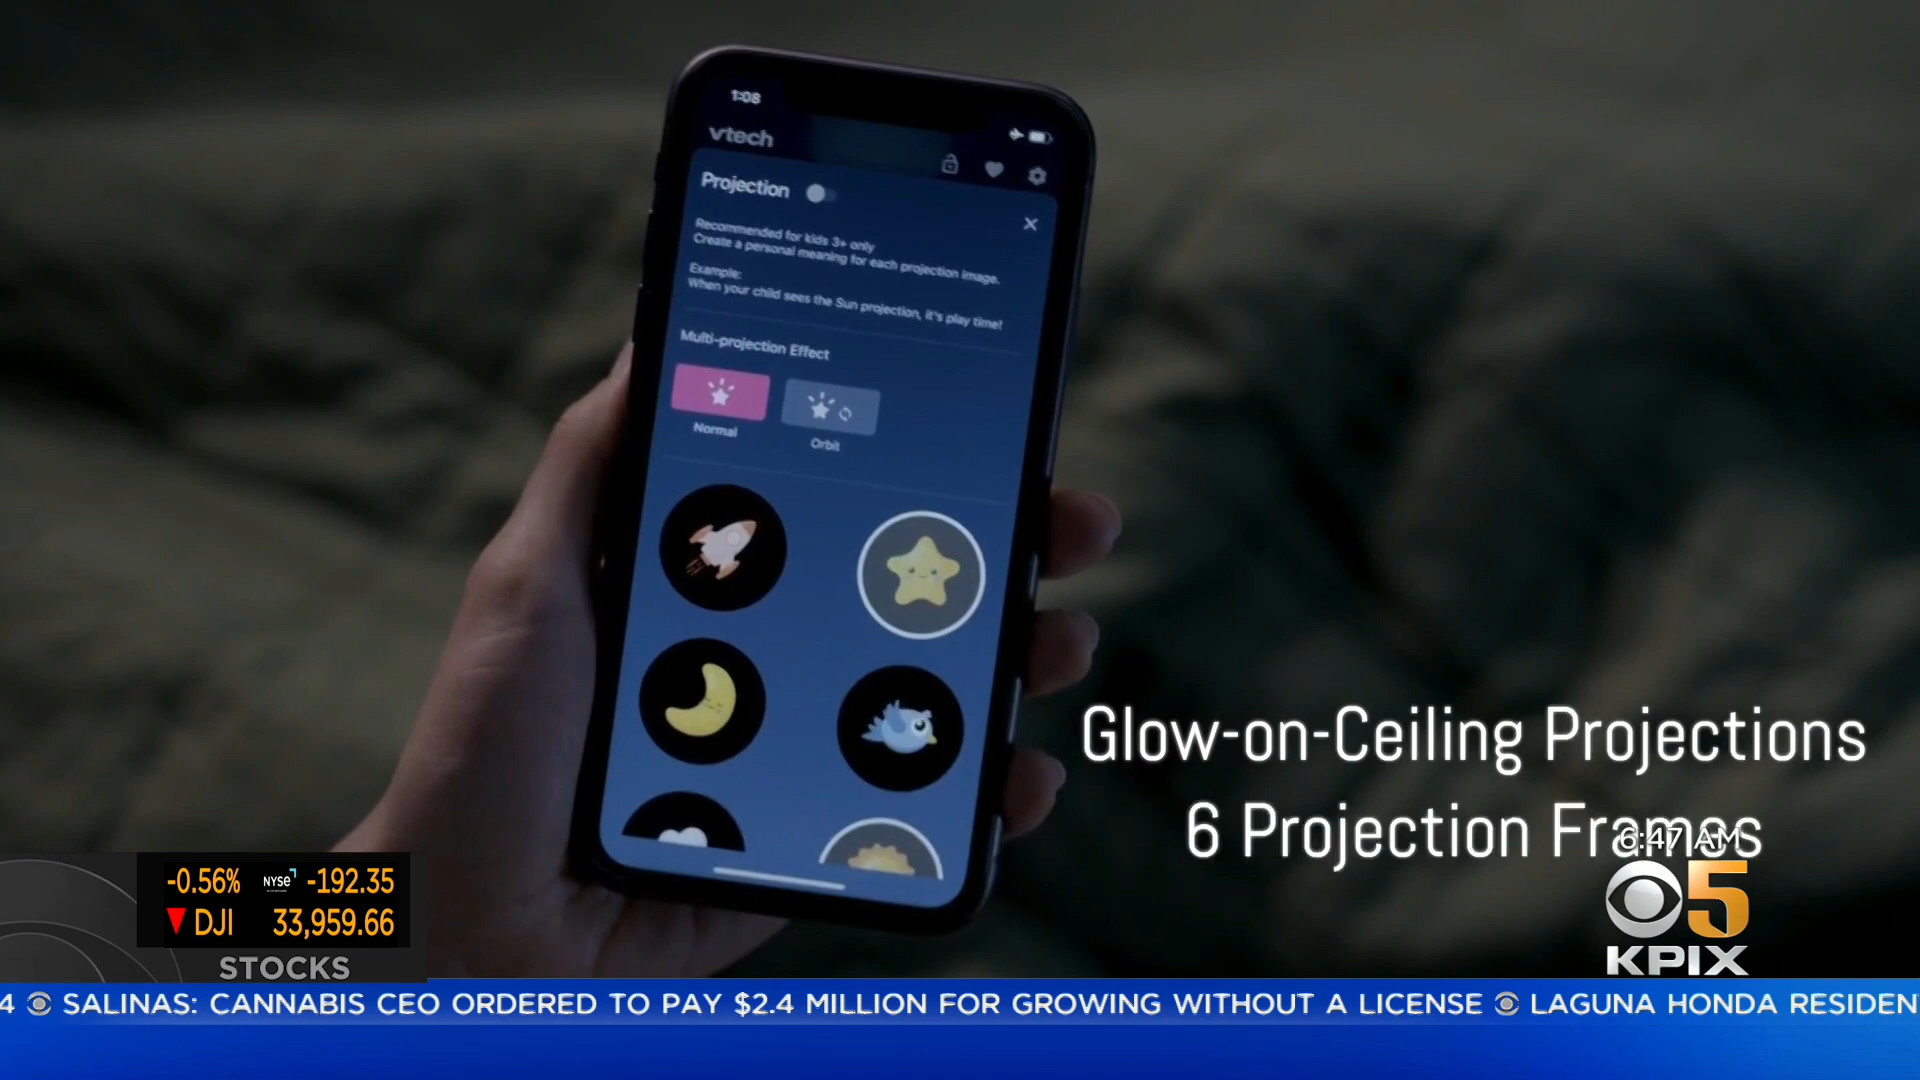 1:08
vtech
Projection
Recommended for kids 3+ only
Create a personal meaning for each projection image.
Example:
When your child sees the Sun projection, it's play time!
Multi-projection Effect
Normal
Orbit
Glow-on-Ceiling Projections
6 Projection Frames
6:47 AM
5
KPIX
-0.56% NYSE -192.35
DJI 33,959.66
STOCKS
4 SALINAS: CANNABIS CEO ORDERED TO PAY $2.4 MILLION FOR GROWING WITHOUT A LICENSE LAGUNA HONDA RESIDEN